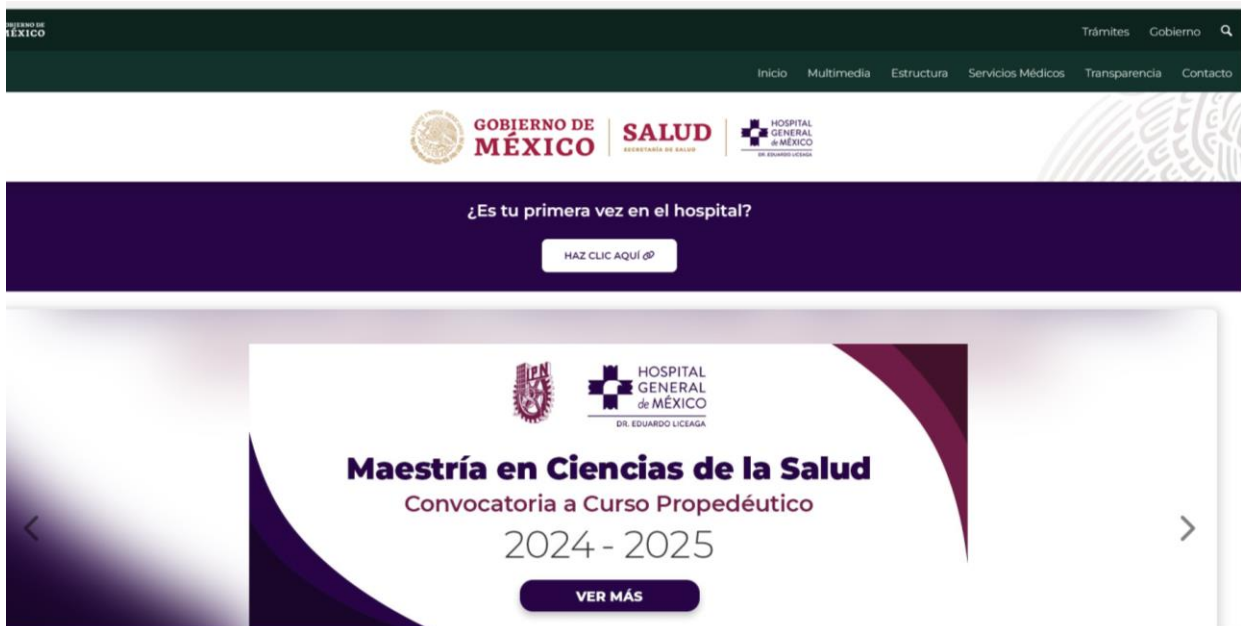 GOBIERNO DE
MÉXICO
Trámites Gobierno
Inicio Multimedia Estructura Servicios Médicos Transparencia Contacto
GOBIERNO DE
MÉXICO
SALUD
SECRETARÍA DE SALUD
HOSPITAL
GENERAL
de MÉXICO
DR. EDUARDO LICEAGA
¿Es tu primera vez en el hospital?
HAZ CLIC AQUÍ
IPN
HOSPITAL
GENERAL
de MÉXICO
DR. EDUARDO LICEAGA
Maestría en Ciencias de la Salud
Convocatoria a Curso Propedéutico
2024 - 2025
VER MÁS